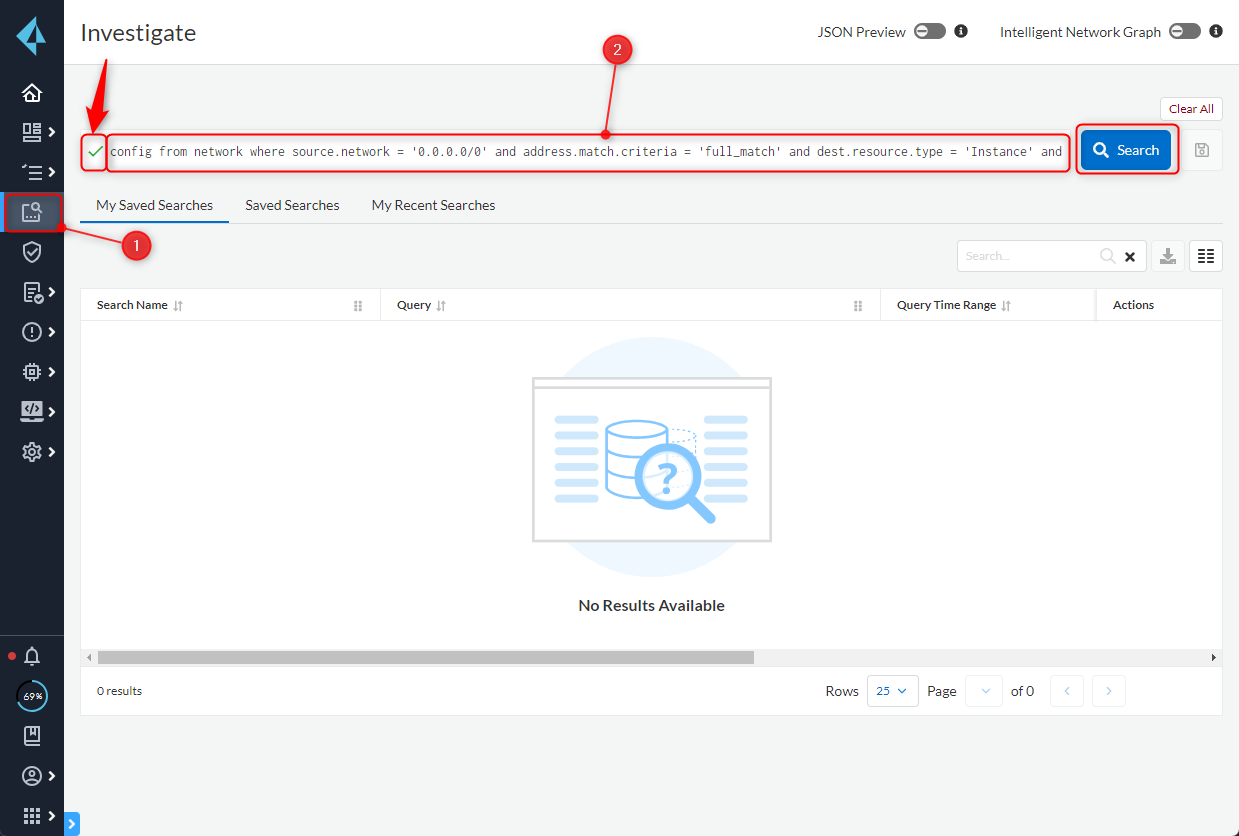 Investigate
JSON Preview
Intelligent Network Graph
2
Clear All
config from network where source.network = '0.0.0.0/0' and address.match.criteria = 'full_match' and dest.resource.type = 'Instance' and
Search
My Saved Searches Saved Searches My Recent Searches
1
Search...
Search Name Query Query Time Range Actions
?
No Results Available
0 results
Rows 25 Page of 0
69%